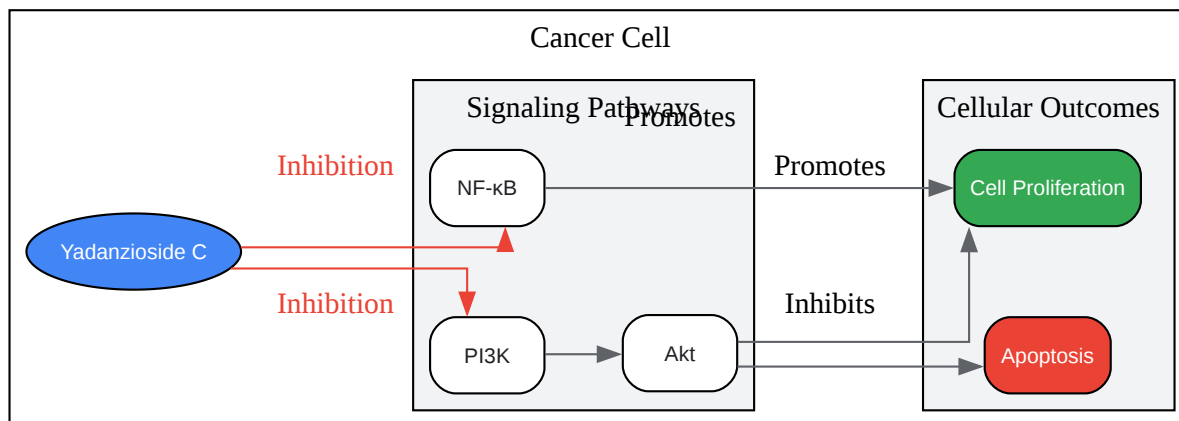 Cancer Cell
Signaling Pathways
Promotes
Cellular Outcomes
Inhibition
NF-κB
Promotes
Cell Proliferation
Yadanzioside C
Inhibition
Inhibits
PI3K
Akt
Apoptosis